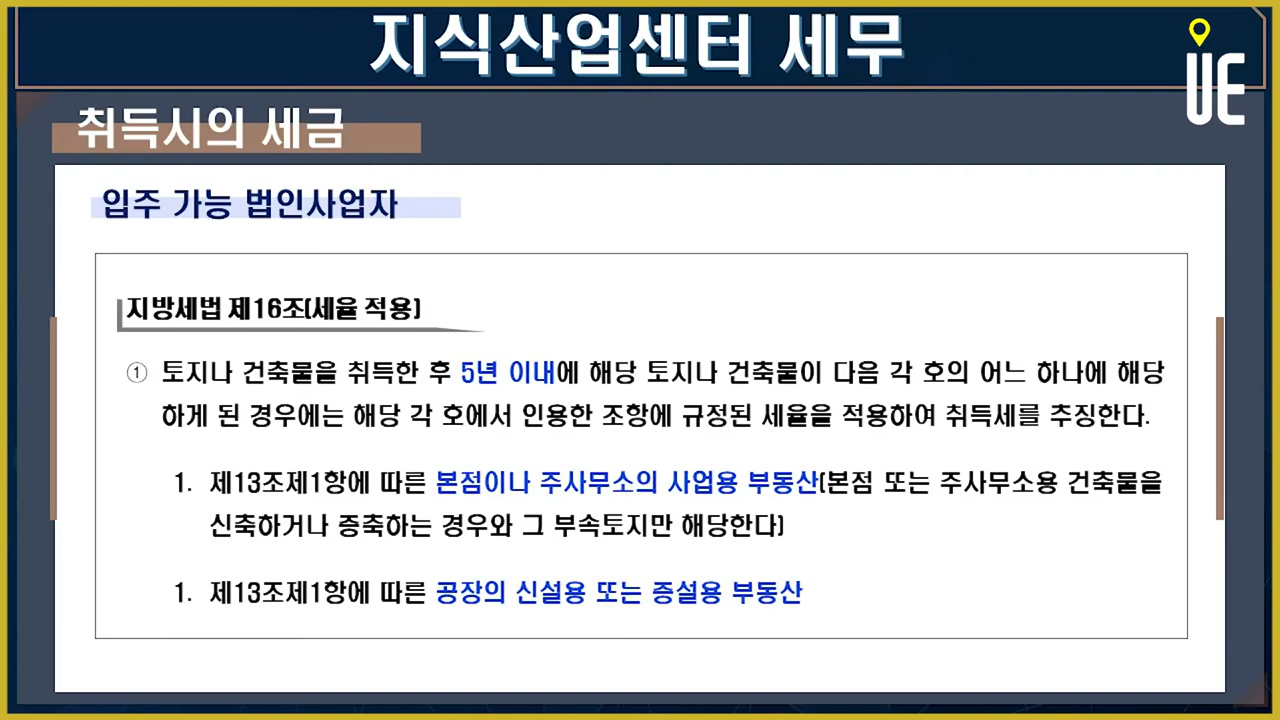 지식산업센터 세무
UE
취득시의 세금
입주 가능 법인사업자
지방세법 제16조(세율 적용)
① 토지나 건축물을 취득한 후 5년 이내에 해당 토지나 건축물이 다음 각 호의 어느 하나에 해당
하게 된 경우에는 해당 각 호에서 인용한 조항에 규정된 세율을 적용하여 취득세를 추징한다.
1. 제13조제1항에 따른 본점이나 주사무소의 사업용 부동산(본점 또는 주사무소용 건축물을
신축하거나 증축하는 경우와 그 부속토지만 해당한다)
1. 제13조제1항에 따른 공장의 신설용 또는 증설용 부동산